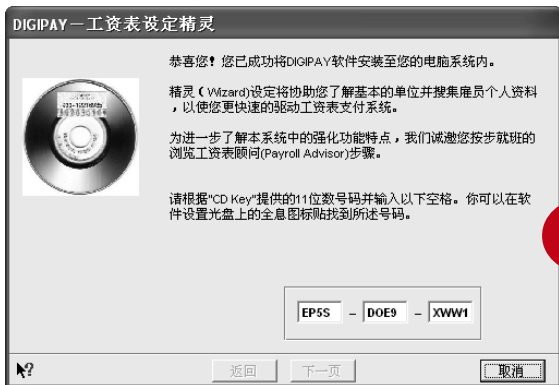 DIGIPAY－工资表设定精灵
恭喜您！您已成功将DIGIPAY软件安装至您的电脑系统内。
精灵 ( Wizard)设定将协助您了解基本的单位并搜集雇员个人资料
，以使您更快速的驱动工资表支付系统。
为进一步了解本系统中的强化功能特点，我们诚邀您按步就班的
浏览工资表顾问(Payroll Advisor)步骤。
请根据"CD Key"提供的11位数号码并输入以下空格。你可以在软
件设置光盘上的全息图标贴找到所述号码。
EP5S – DOE9 – XWW1
?
返回
下一页
取消